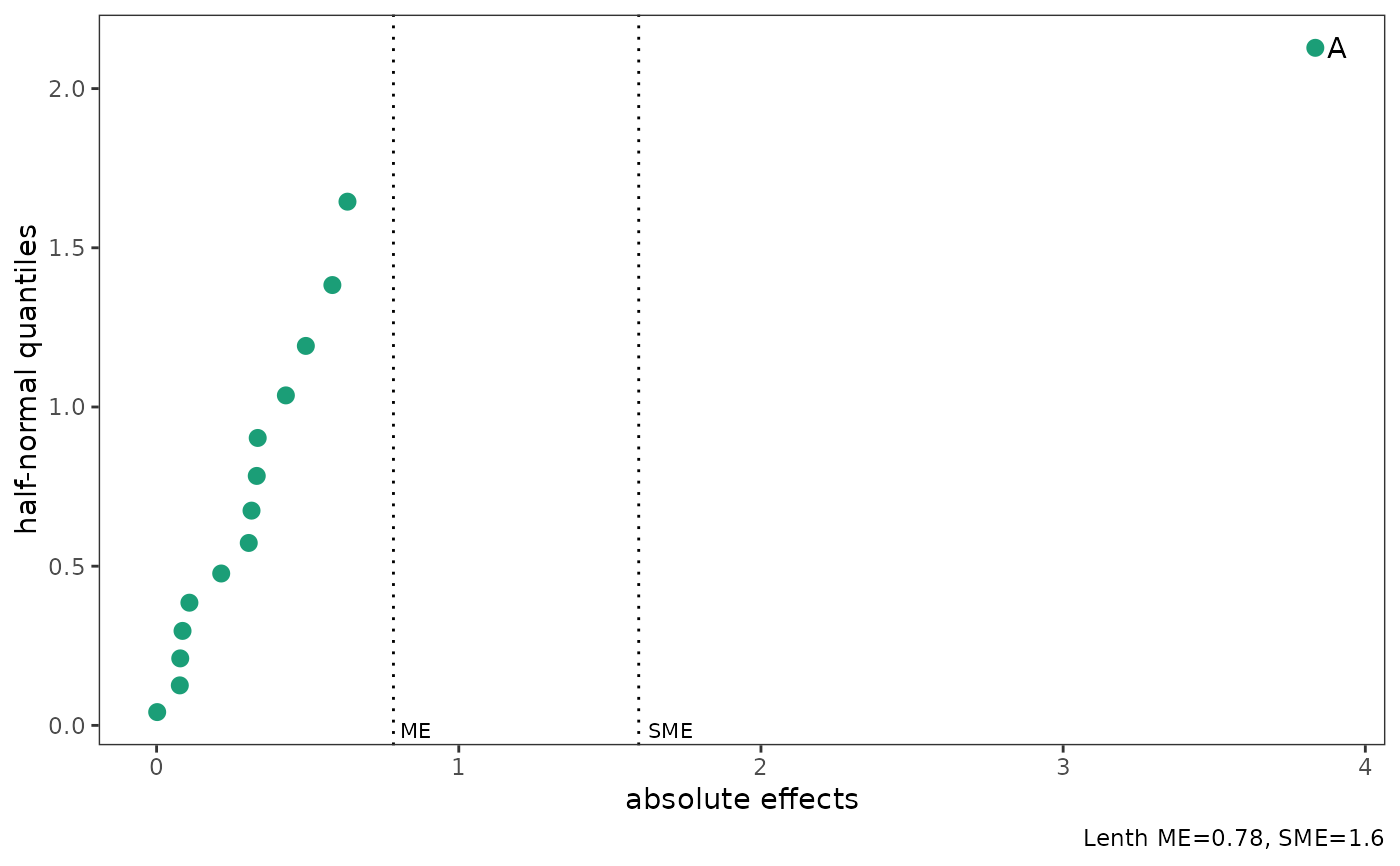 A
2.0
1.5
1.0
0.5
0.0
half-normal quantiles
ME
SME
0 1 2 3 4
absolute effects
Lenth ME=0.78, SME=1.6